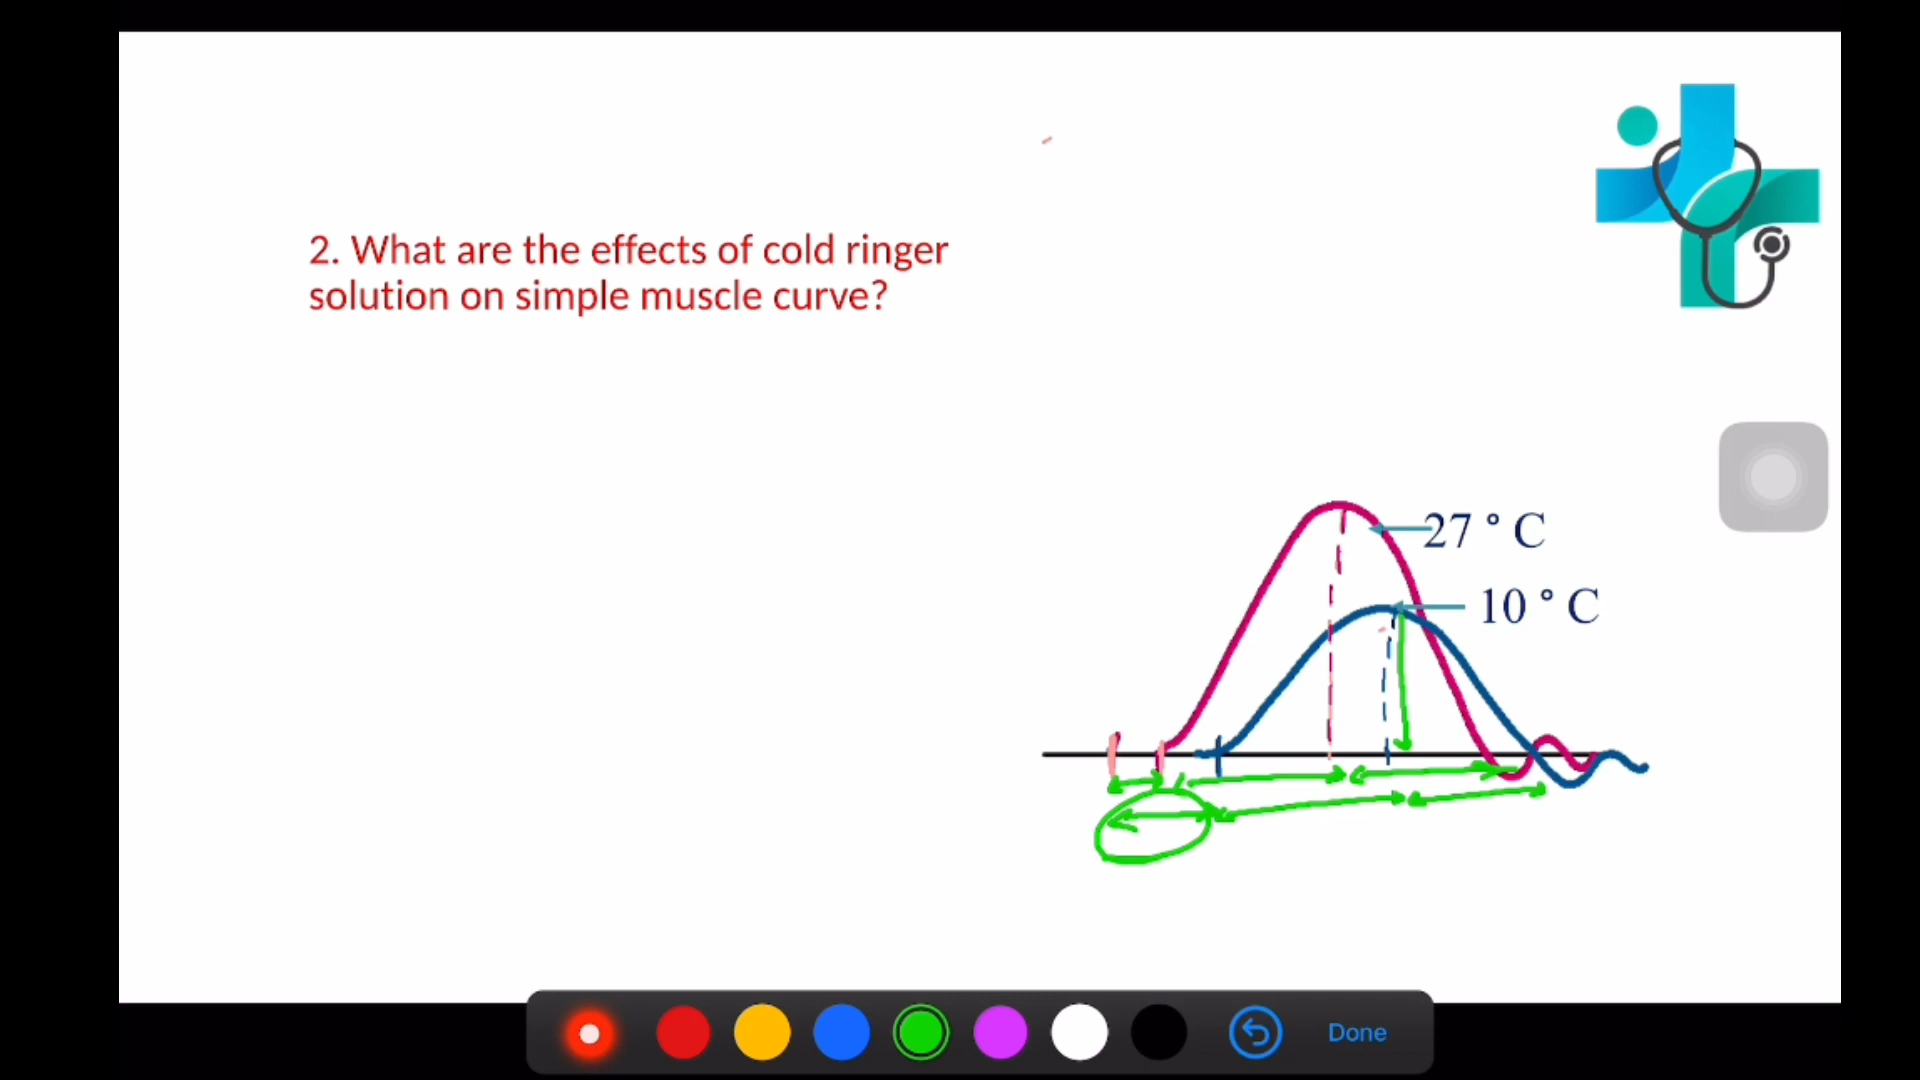 2. What are the effects of cold ringer
solution on simple muscle curve?
27 ° C
10 ° C
Done